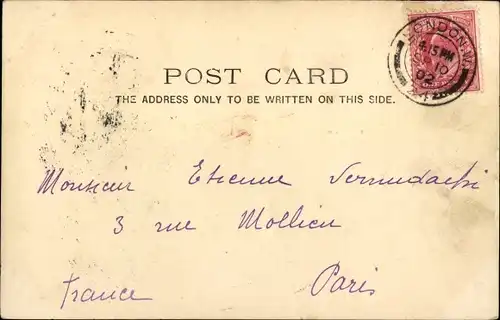 LONDON.W.
10
02
POST CARD
THE ADDRESS ONLY TO BE WRITTEN ON THIS SIDE.
Monsieur Etienne
3 rue Mollien
Paris
France